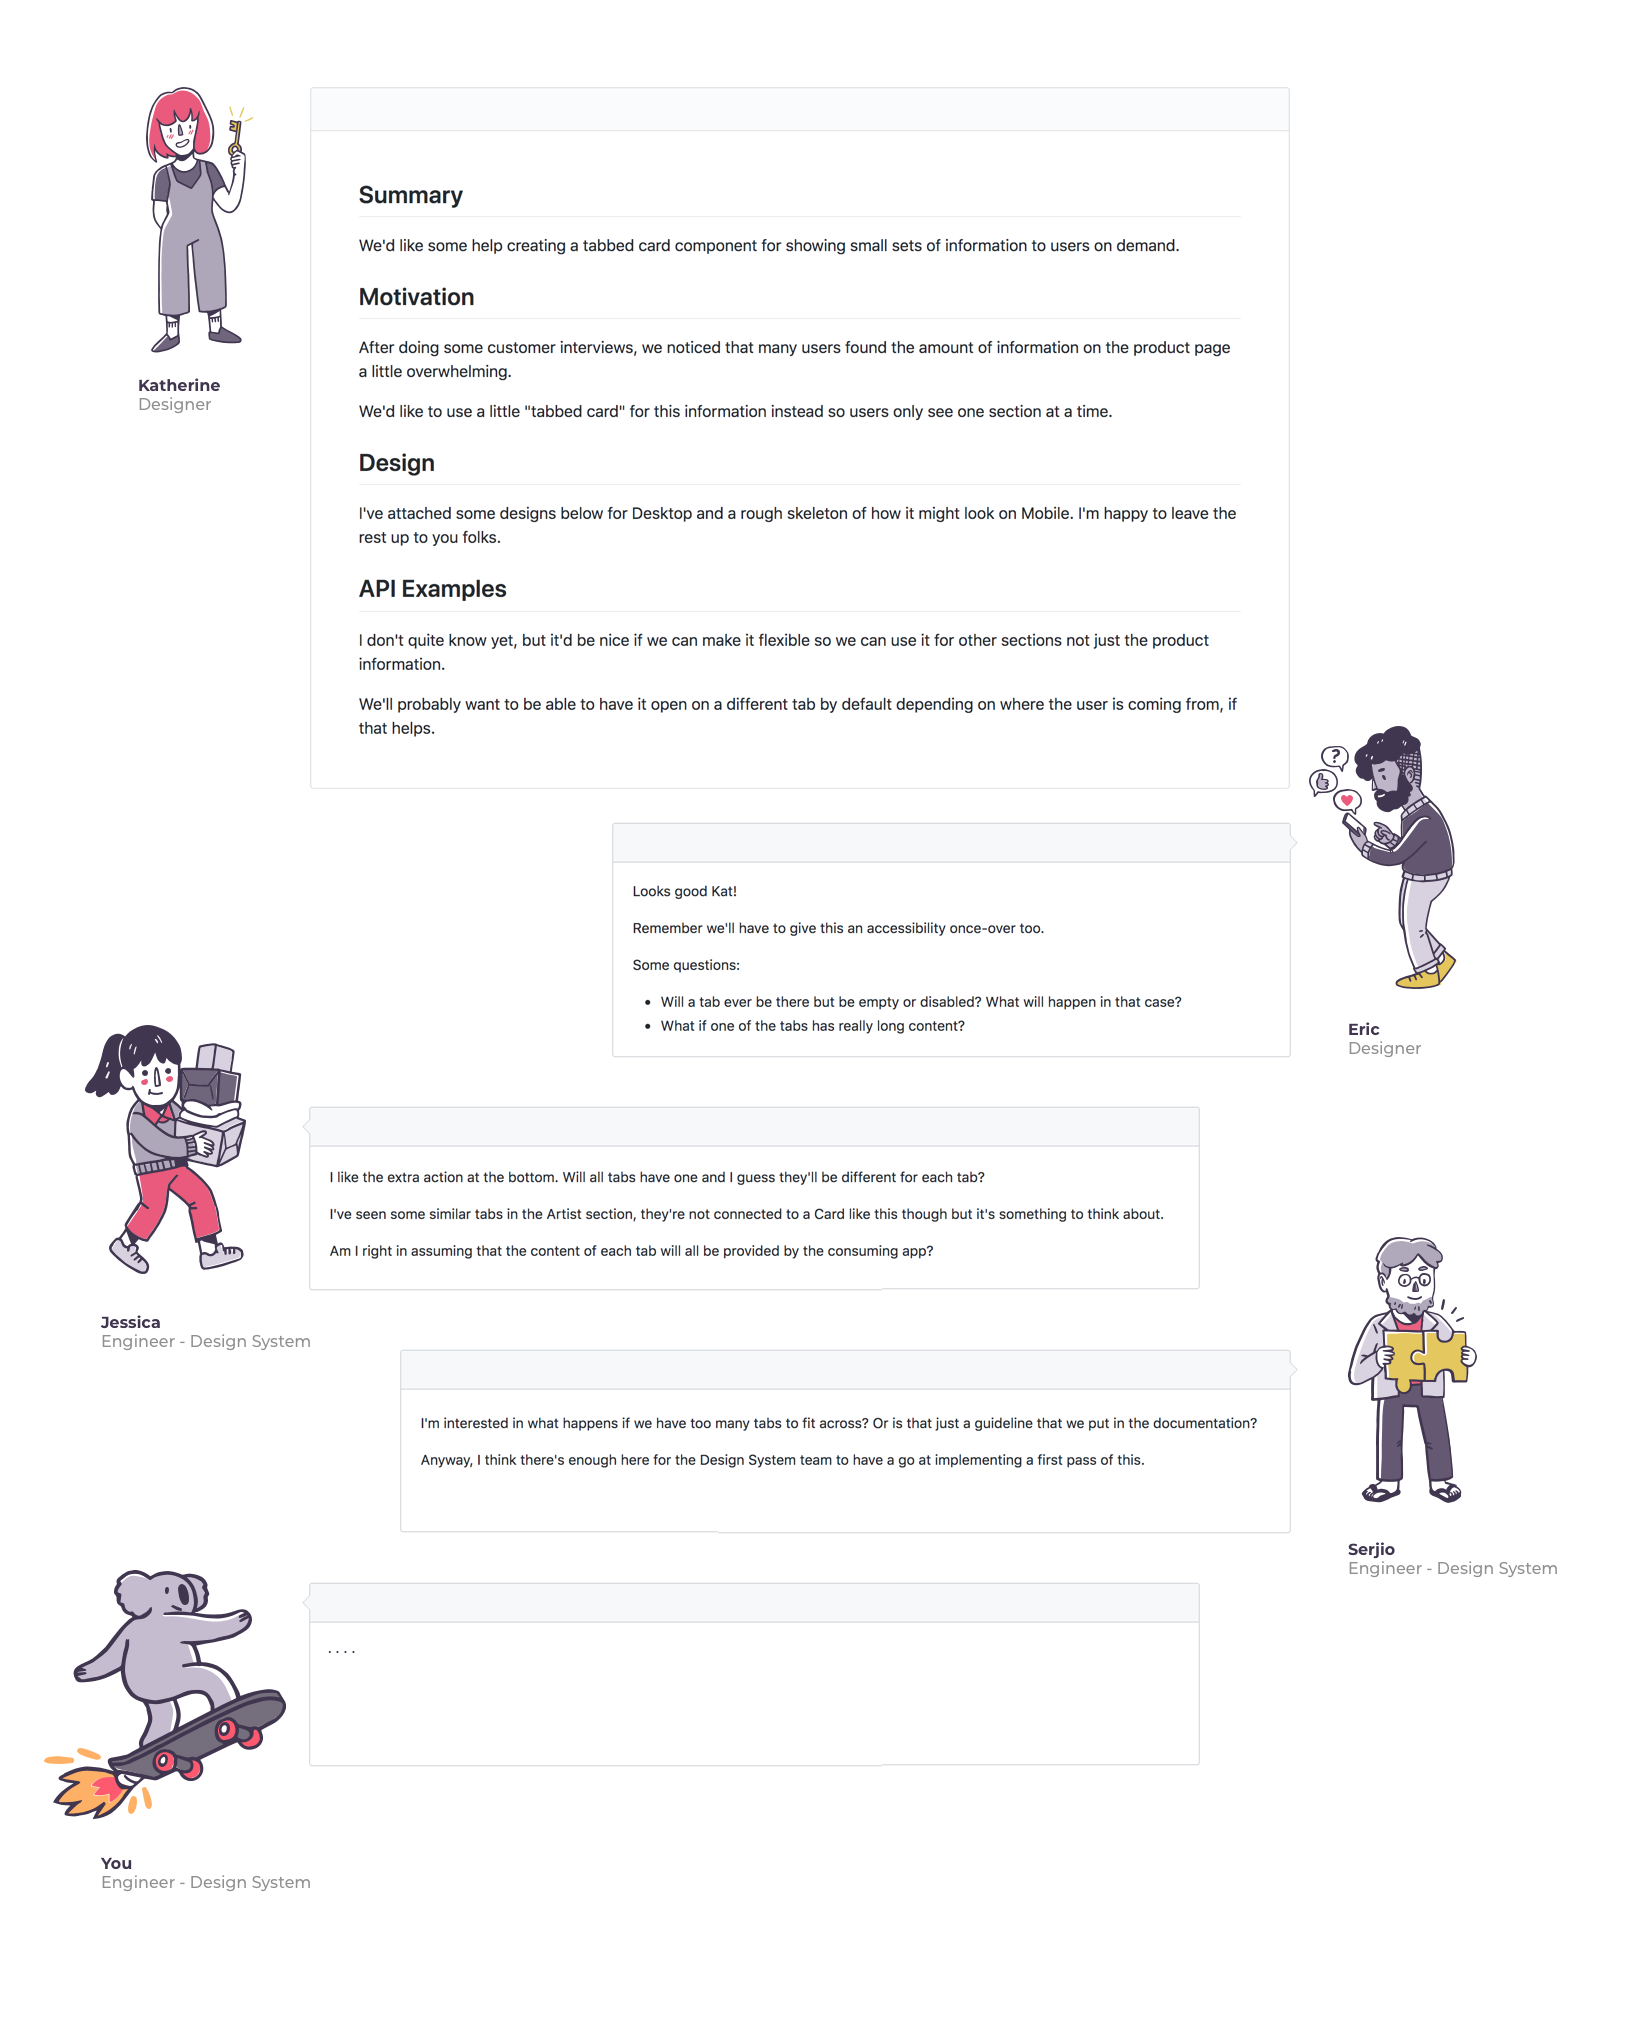 Summary
We'd like some help creating a tabbed card component for showing small sets of information to users on demand.
Motivation
After doing some customer interviews, we noticed that many users found the amount of information on the product page
a little overwhelming.
We'd like to use a little "tabbed card" for this information instead so users only see one section at a time.
Katherine
Designer
Design
I've attached some designs below for Desktop and a rough skeleton of how it might look on Mobile. I'm happy to leave the
rest up to you folks.
API Examples
I don't quite know yet, but it'd be nice if we can make it flexible so we can use it for other sections not just the product
information.
We'll probably want to be able to have it open on a different tab by default depending on where the user is coming from, if
that helps.
?
Looks good Kat!
Remember we'll have to give this an accessibility once-over too.
Some questions:
• Will a tab ever be there but be empty or disabled? What will happen in that case?
• What if one of the tabs has really long content?
Eric
Designer
I like the extra action at the bottom. Will all tabs have one and I guess they'll be different for each tab?
I've seen some similar tabs in the Artist section, they're not connected to a Card like this though but it's something to think about.
Am I right in assuming that the content of each tab will all be provided by the consuming app?
Jessica
Engineer - Design System
I'm interested in what happens if we have too many tabs to fit across? Or is that just a guideline that we put in the documentation?
Anyway, I think there's enough here for the Design System team to have a go at implementing a first pass of this.
Serjio
Engineer - Design System
....
You
Engineer - Design System